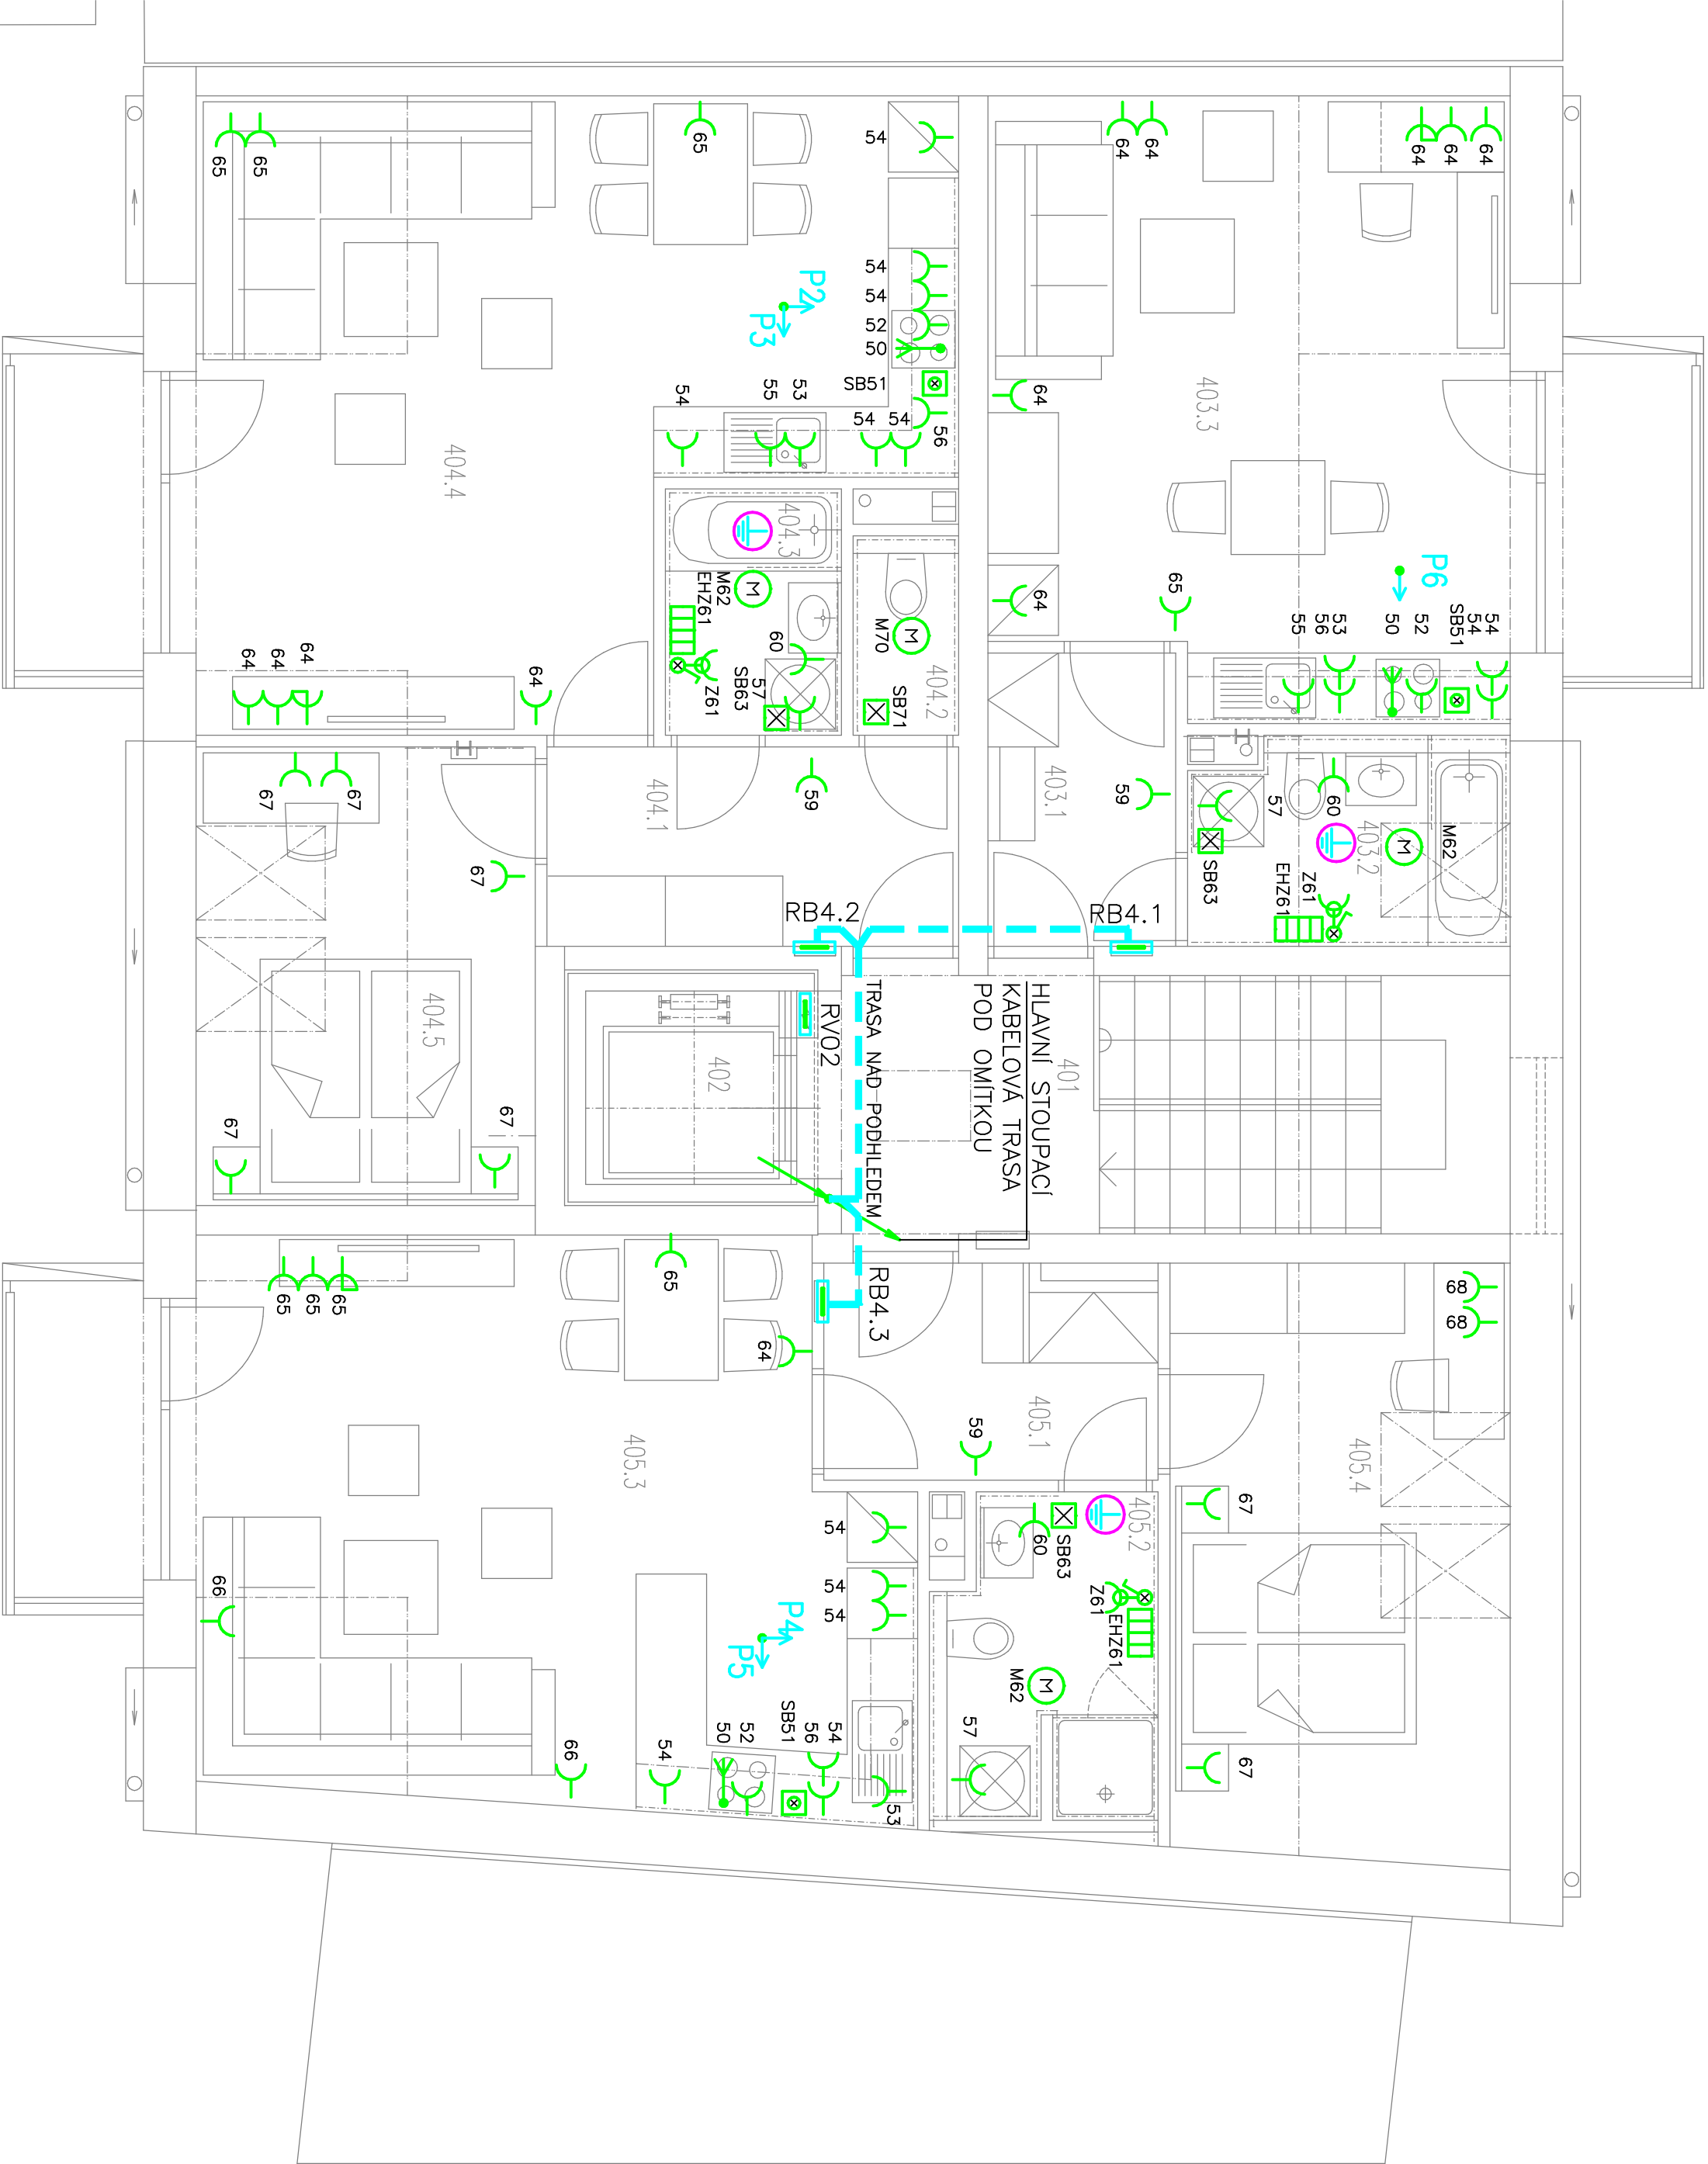 65
65
65
54
64
64
64
64
64
54
54
52
50
SB51
P2
P3
54
55
53
54
54
56
64
403.3
P6
404.4
404.3
M62
EHZ61
M
M70
M
64
65
55
56
53
50
52
SB51
54
54
60
57
SB63
Z61
SB71
404.2
64
64
64
64
67
67
67
404.1
59
403.1
59
57
60
403.2
M
M62
SB63
EHZ61
Z61
RB4.2
RB4.1
404.5
402
RV02
TRASA NAD PODHLEDEM
HLAVNÍ STOUPACÍ
KABELOVÁ TRASA
POD OMÍTKOU
401
67
67
65
65
65
65
64
RB4.3
68
68
405.3
59
405.1
405.4
54
54
54
60
SB63
405.2
67
Z61
EHZ61
M62
M
66
P4
P5
66
54
50
52
SB51
56
54
53
57
67